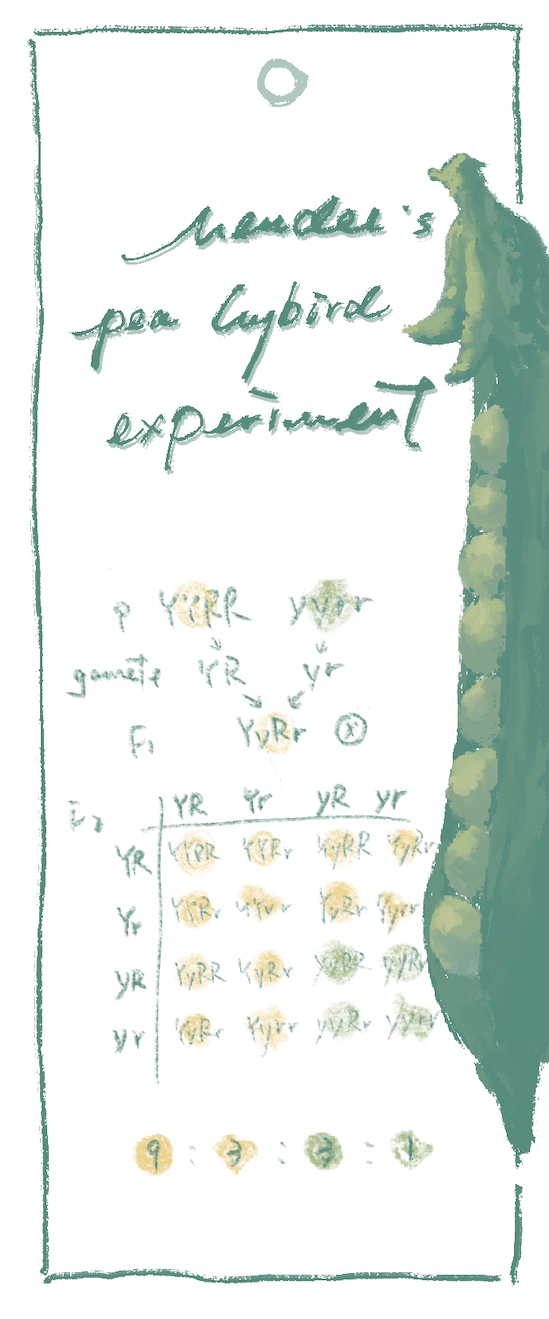 Mendel's
pea hybird
experiment
P YYRR yyrr
gamete YR yr
F1 YyRr ⓧ
F2 YR Yr yR yr
YR YYRR YYRr YyRR YyRr
Yr YYRr YYrr YyRr Yyrr
yR YyRR YyRr yyRR yyRr
yr YyRr Yyrr yyRr yyrr
9 : 3 : 3 : 1